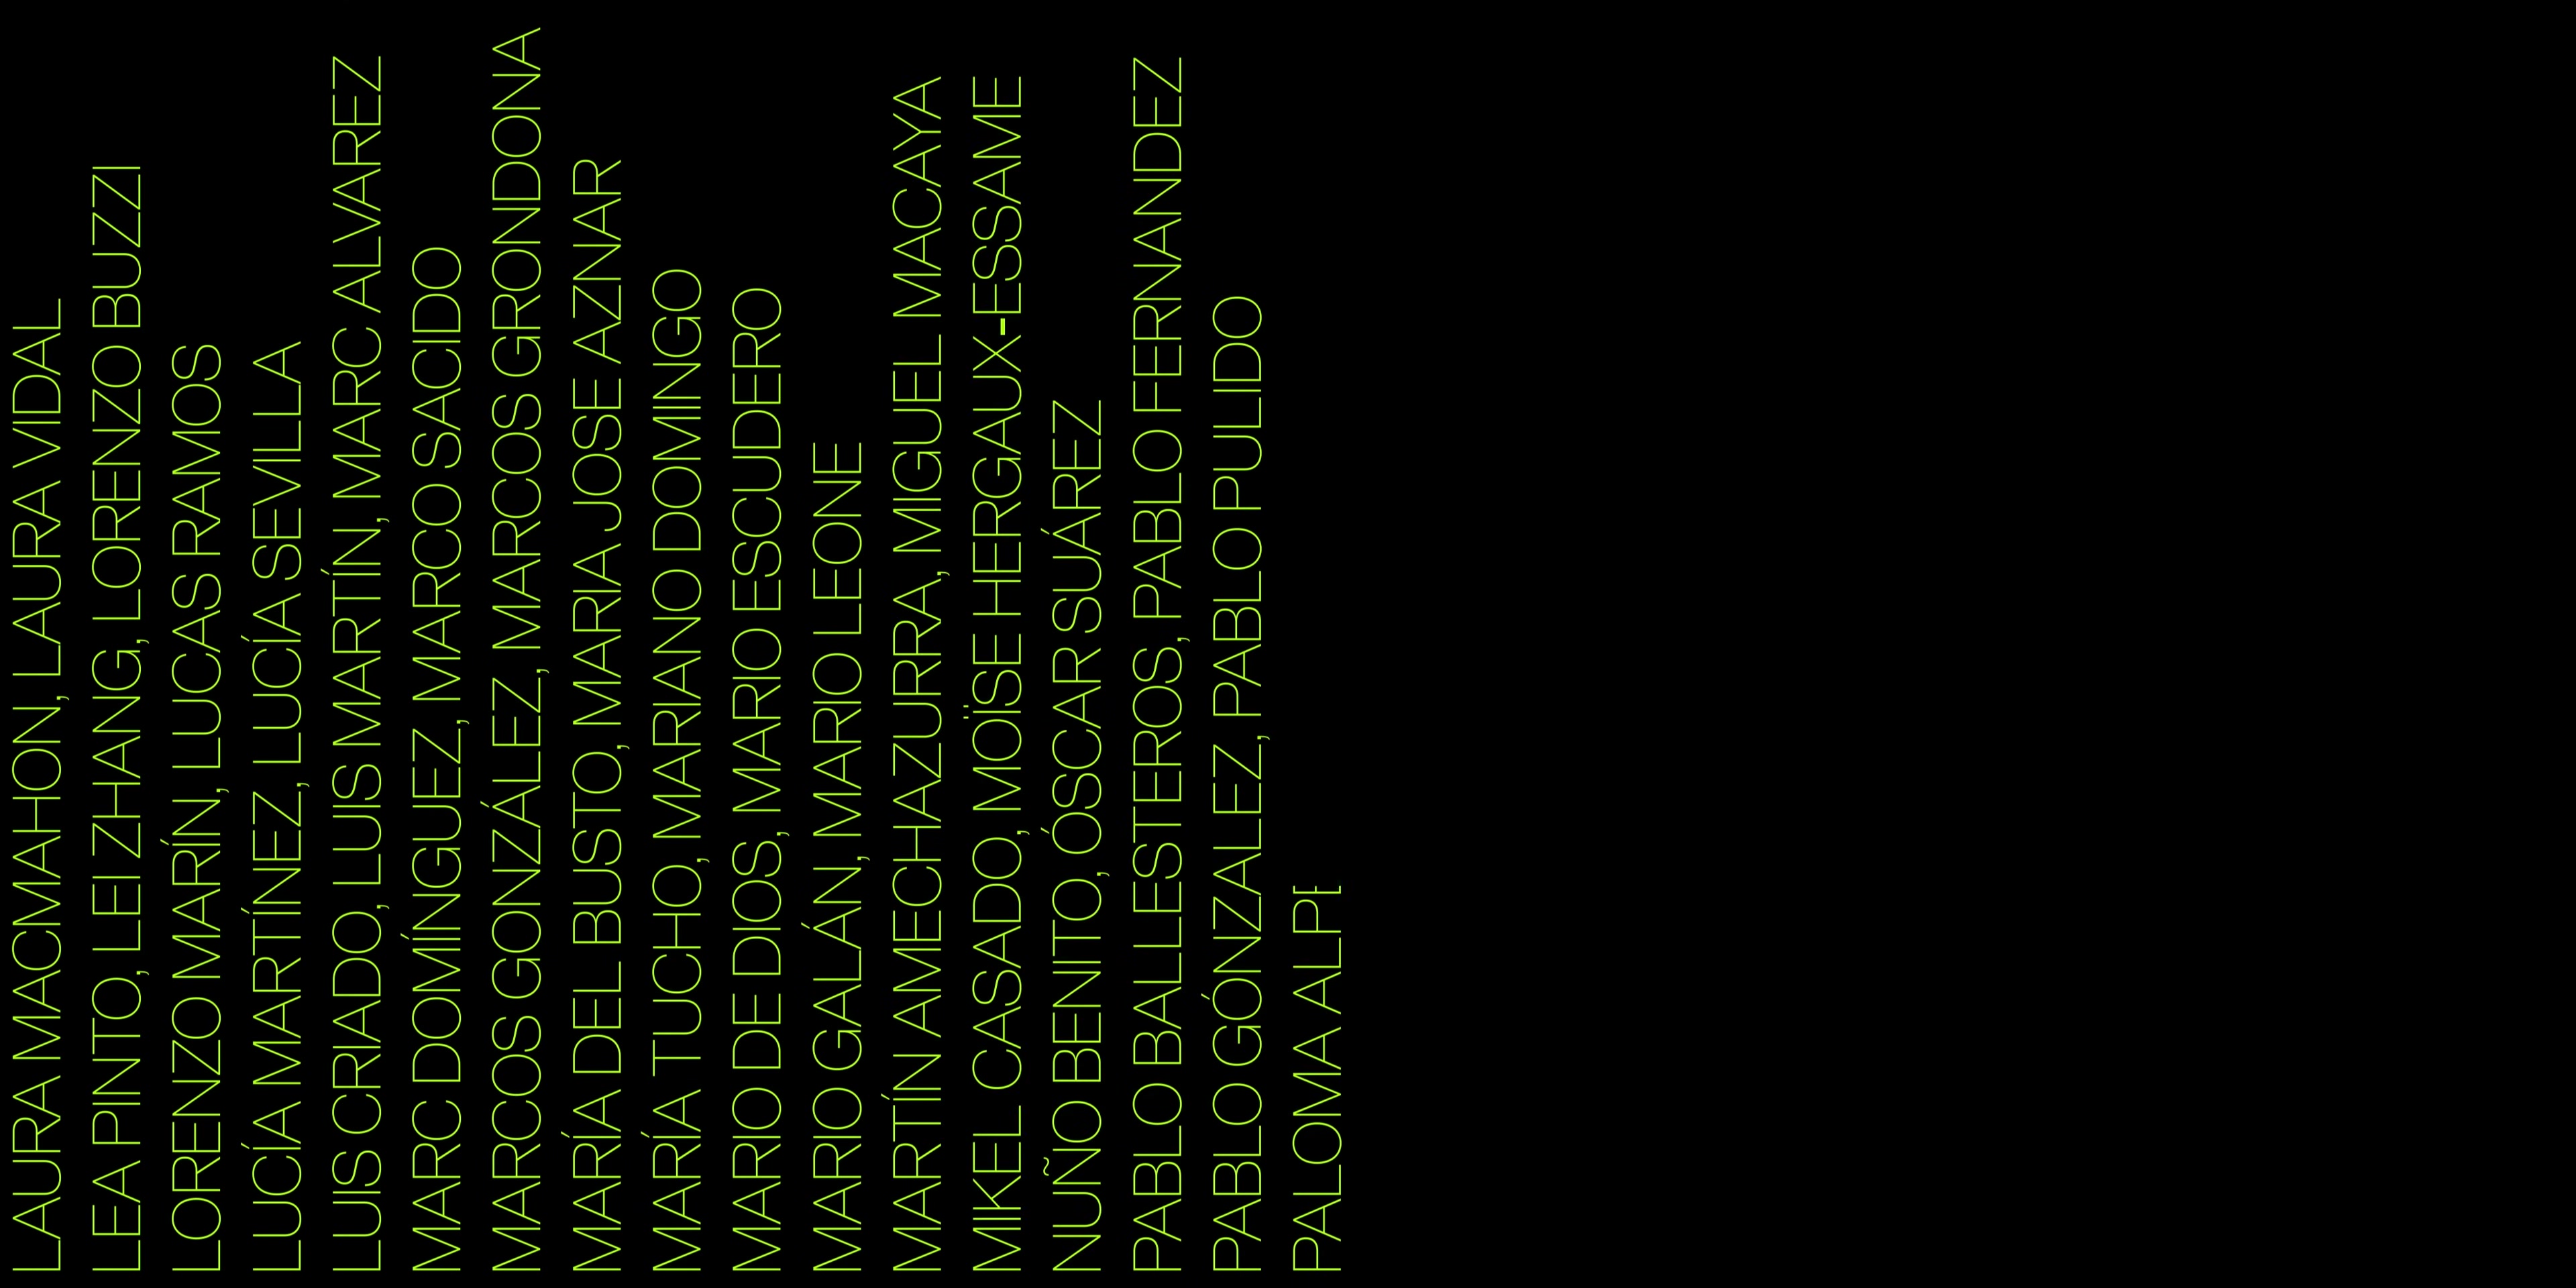 LAURA MACMAHON, LAURA VIDAL
LEA PINTO, LEI ZHANG, LORENZO BUZZI
LORENZO MARÍN, LUCAS RAMOS
LUCÍA MARTÍNEZ, LUCÍA SEVILLA
LUIS CRIADO, LUIS MARTÍN, MARC ALVAREZ
MARC DOMÍNGUEZ, MARCO SACIDO
MARCOS GONZÁLEZ, MARCOS GRONDONA
MARÍA DEL BUSTO, MARIA JOSE AZNAR
MARÍA TUCHO, MARIANO DOMINGO
MARIO DE DIOS, MARIO ESCUDERO
MARIO GALÁN, MARIO LEONE
MARTÍN AMECHAZURRA, MIGUEL MACAYA
MIKEL CASADO, MOÏSE HERGAUX-ESSAME
NUÑO BENITO, ÓSCAR SUÁREZ
PABLO BALLESTEROS, PABLO FERNANDEZ
PABLO GÓNZALEZ, PABLO PULIDO
PALOMA ALPE